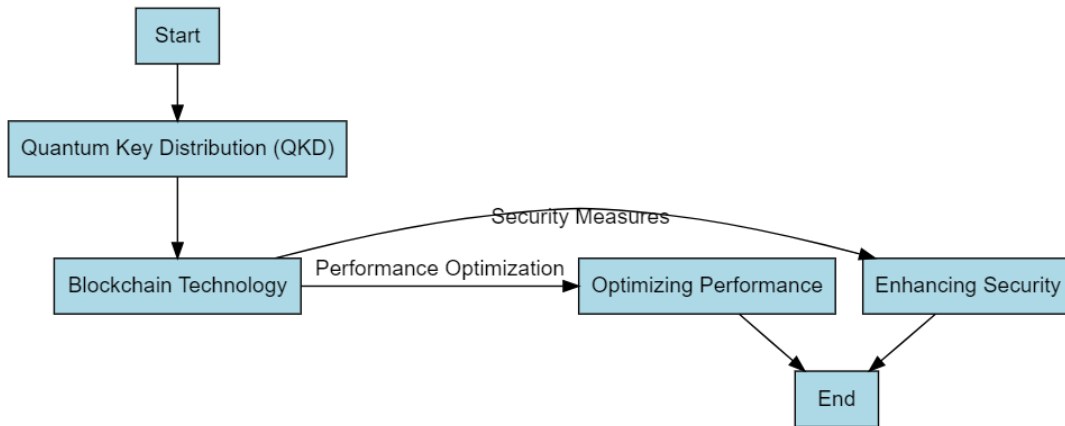 Start
Quantum Key Distribution (QKD)
Security Measures
Performance Optimization
Blockchain Technology
Optimizing Performance
Enhancing Security
End